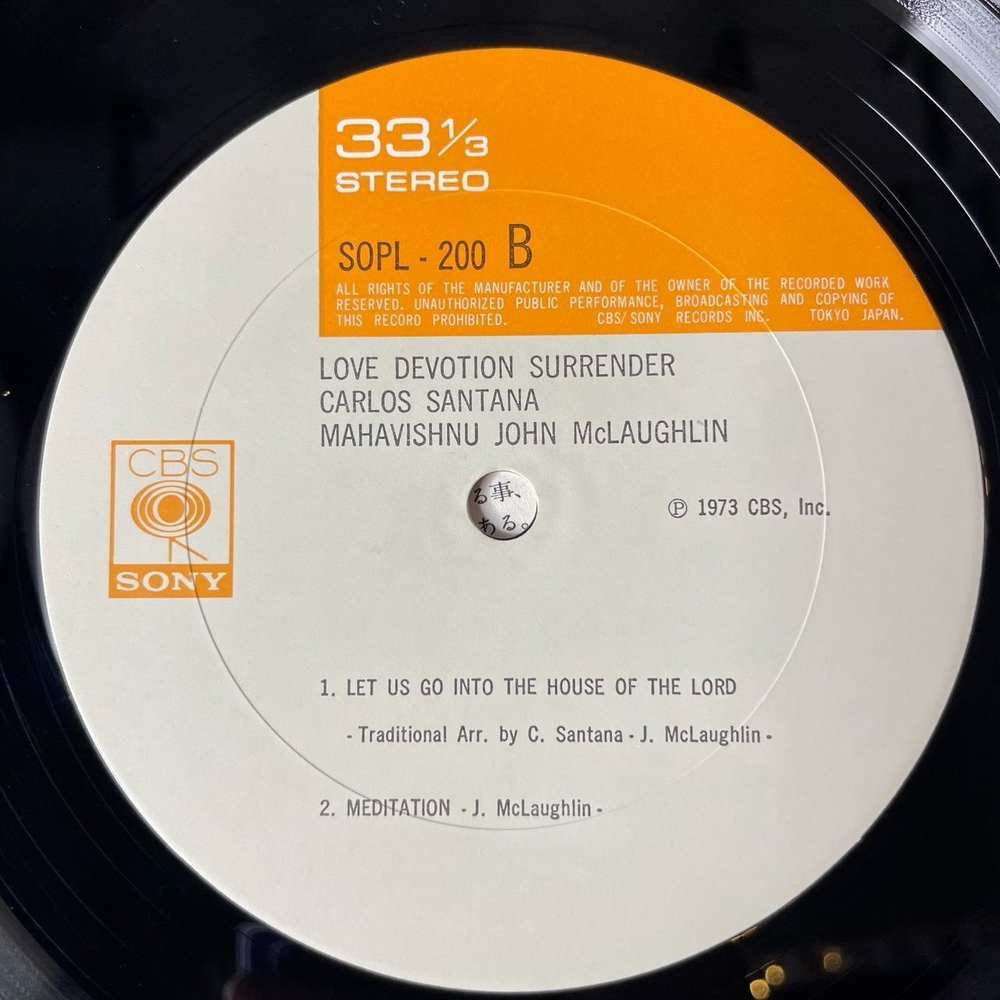 33 1/3
STEREO
SOPL - 200 B
ALL RIGHTS OF THE MANUFACTURER AND OF THE OWNER OF THE RECORDED WORK
RESERVED. UNAUTHORIZED PUBLIC PERFORMANCE, BROADCASTING AND COPYING OF
THIS RECORD PROHIBITED. CBS/SONY RECORDS INC. TOKYO JAPAN.
LOVE DEVOTION SURRENDER
CARLOS SANTANA
MAHAVISHNU JOHN McLAUGHLIN
CBS
SONY
る事、
ある。
℗ 1973 CBS, Inc.
1. LET US GO INTO THE HOUSE OF THE LORD
- Traditional Arr. by C. Santana - J. McLaughlin -
2. MEDITATION - J. McLaughlin -